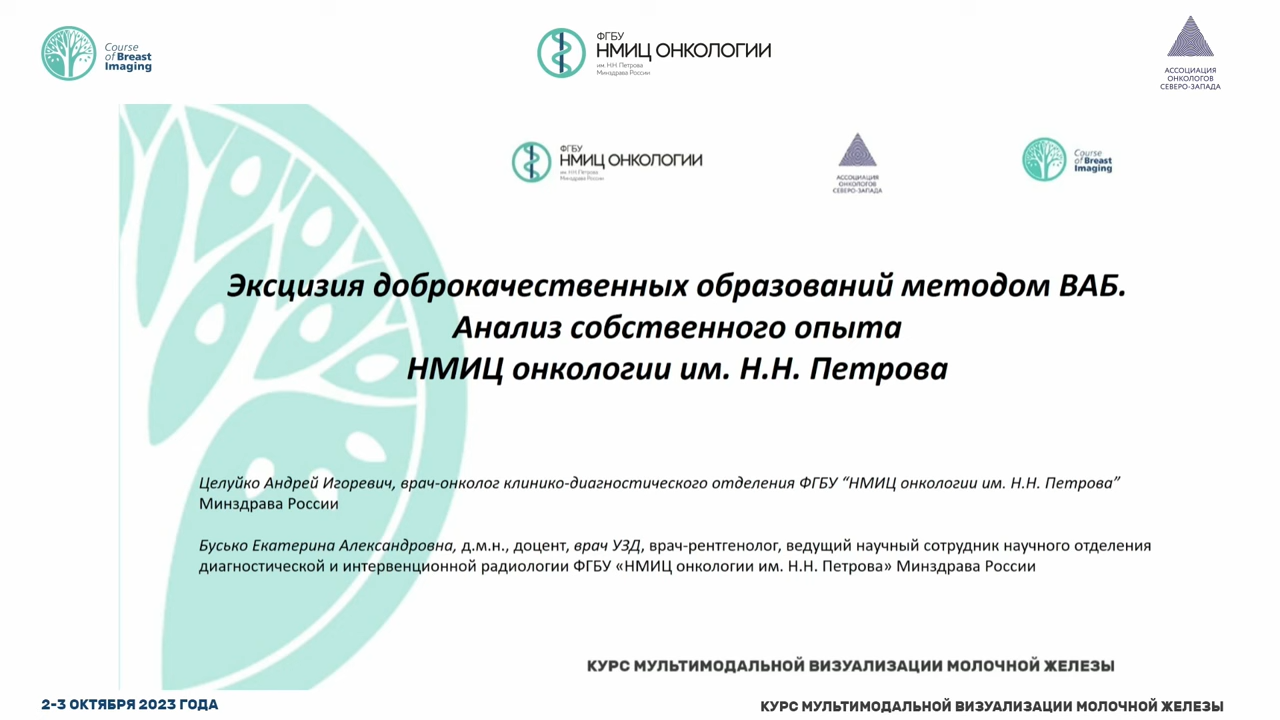 Course
of Breast
Imaging
ФГБУ
НМИЦ ОНКОЛОГИИ
им. Н.Н. Петрова
Минздрава России
АССОЦИАЦИЯ
ОНКОЛОГОВ
СЕВЕРО-ЗАПАДА
ФГБУ
НМИЦ ОНКОЛОГИИ
им. Н.Н. Петрова
Минздрава России
АССОЦИАЦИЯ
ОНКОЛОГОВ
СЕВЕРО-ЗАПАДА
Course
of Breast
Imaging
Эксцизия доброкачественных образований методом ВАБ.
Анализ собственного опыта
НМИЦ онкологии им. Н.Н. Петрова
Целуйко Андрей Игоревич, врач-онколог клинико-диагностического отделения ФГБУ “НМИЦ онкологии им. Н.Н. Петрова”
Минздрава России
Бусько Екатерина Александровна, д.м.н., доцент, врач УЗД, врач-рентгенолог, ведущий научный сотрудник научного отделения
диагностической и интервенционной радиологии ФГБУ «НМИЦ онкологии им. Н.Н. Петрова» Минздрава России
КУРС МУЛЬТИМОДАЛЬНОЙ ВИЗУАЛИЗАЦИИ МОЛОЧНОЙ ЖЕЛЕЗЫ
2-3 ОКТЯБРЯ 2023 ГОДА
КУРС МУЛЬТИМОДАЛЬНОЙ ВИЗУАЛИЗАЦИИ МОЛОЧНОЙ ЖЕЛЕЗЫ